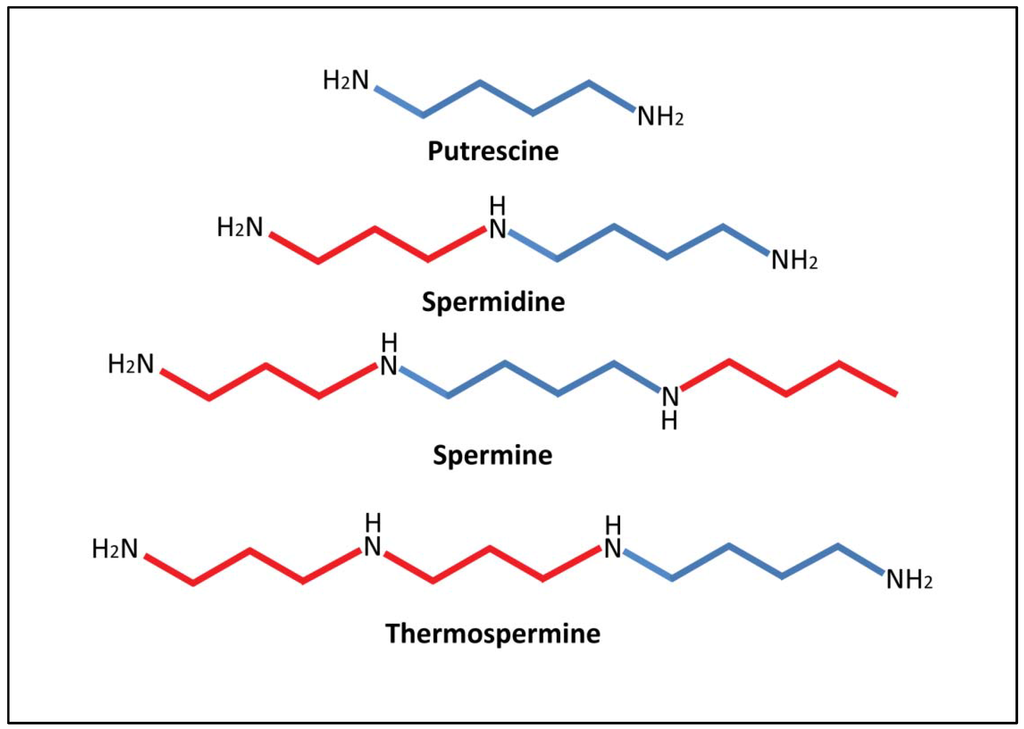 H2N
NH2
Putrescine
H
H2N
N
NH2
Spermidine
H
H2N
N
N
H
Spermine
H
H
H2N
N
N
NH2
Thermospermine